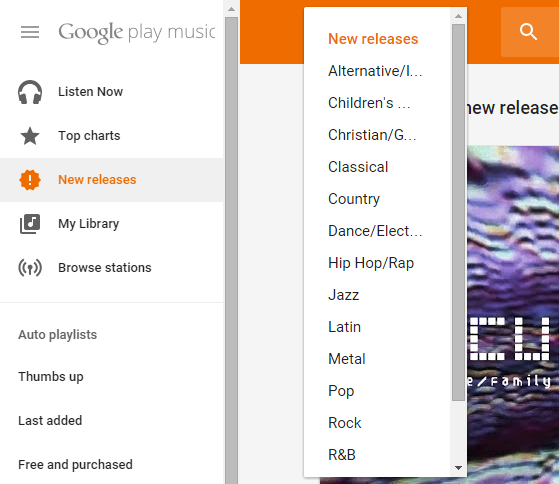 Google play music
Listen Now
Top charts
New releases
My Library
Browse stations
Auto playlists
Thumbs up
Last added
Free and purchased
New releases
Alternative/I...
Children's ...
Christian/G...
Classical
Country
Dance/Elect...
Hip Hop/Rap
Jazz
Latin
Metal
Pop
Rock
R&B
new release
CU
e/Family